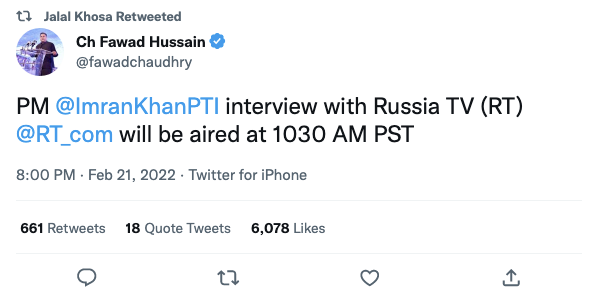 Jalal Khosa Retweeted
Ch Fawad Hussain
@fawadchaudhry
PM @ImranKhanPTI interview with Russia TV (RT)
@RT_com will be aired at 1030 AM PST
8:00 PM · Feb 21, 2022 · Twitter for iPhone
661 Retweets 18 Quote Tweets 6,078 Likes